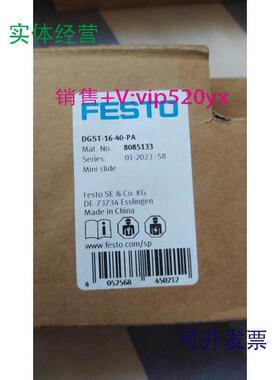 实体经营
销售+V:vip520yx
FESTO
DGST-16-40-PA
Mat. No. 8085133
Series 01-2023 :58
Mini slide
Festo SE & Co. KG
DE-73734 Esslingen
Made in China
www.festo.com/sp
4 052568 450212
可开发票